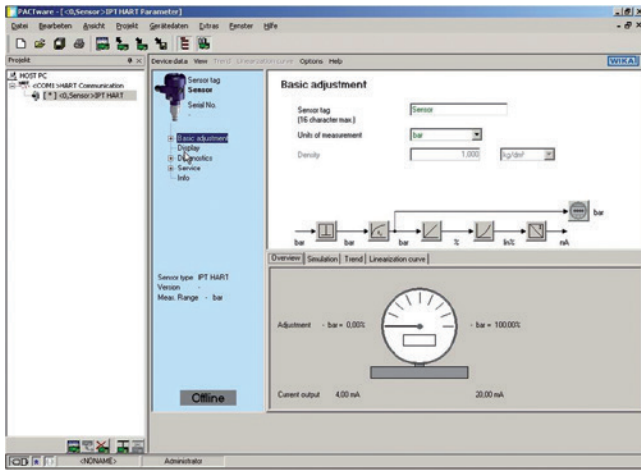 PACTware - [<0,Sensor>IPT HART Parameter]
Datei Bearbeiten Ansicht Projekt Gerätedaten Extras Fenster Hilfe
Projekt
HOST PC
<COM1>HART Communication
[ * ] <0,Sensor>IPT HART
Device data View Trend Linearization curve Options Help
WIKA
Sensor tag
Sensor
Serial No.
-
Basic adjustment
Display
Diagnostics
Service
Info
Sensor type IPT HART
Version -
Meas. Range - bar
Offline
Basic adjustment
Sensor tag Sensor
(16 character max.)
Units of measurement bar
Density 1,000 kg/dm³
bar
bar bar bar % lin% mA
Overview Simulation Trend Linearization curve
Adjustment - bar = 0,00% - bar = 100,00%
Current output 4,00 mA 20,00 mA
<NONAME> Administrator